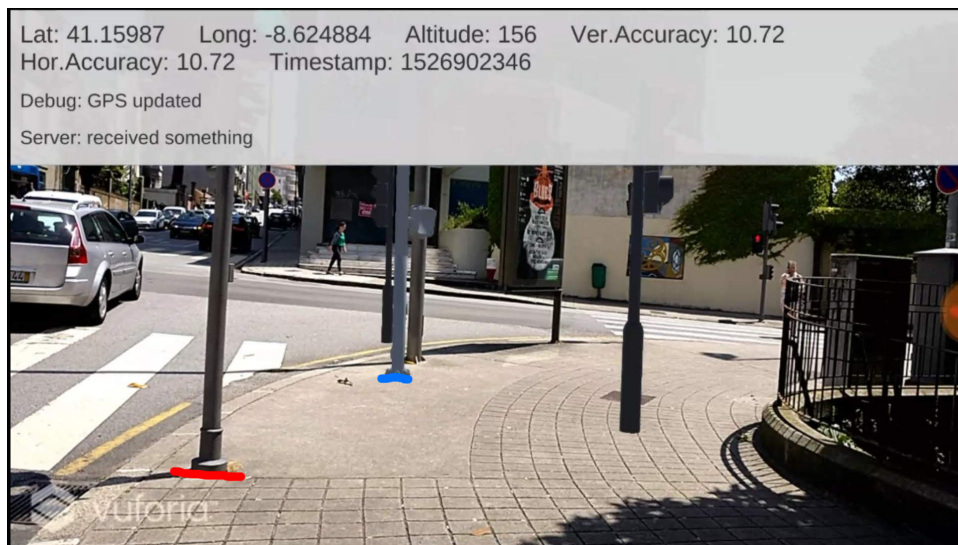 Lat: 41.15987 Long: -8.624884 Altitude: 156 Ver.Accuracy: 10.72
Hor.Accuracy: 10.72 Timestamp: 1526902346
Debug: GPS updated
Server: received something
BLUES
vuforia